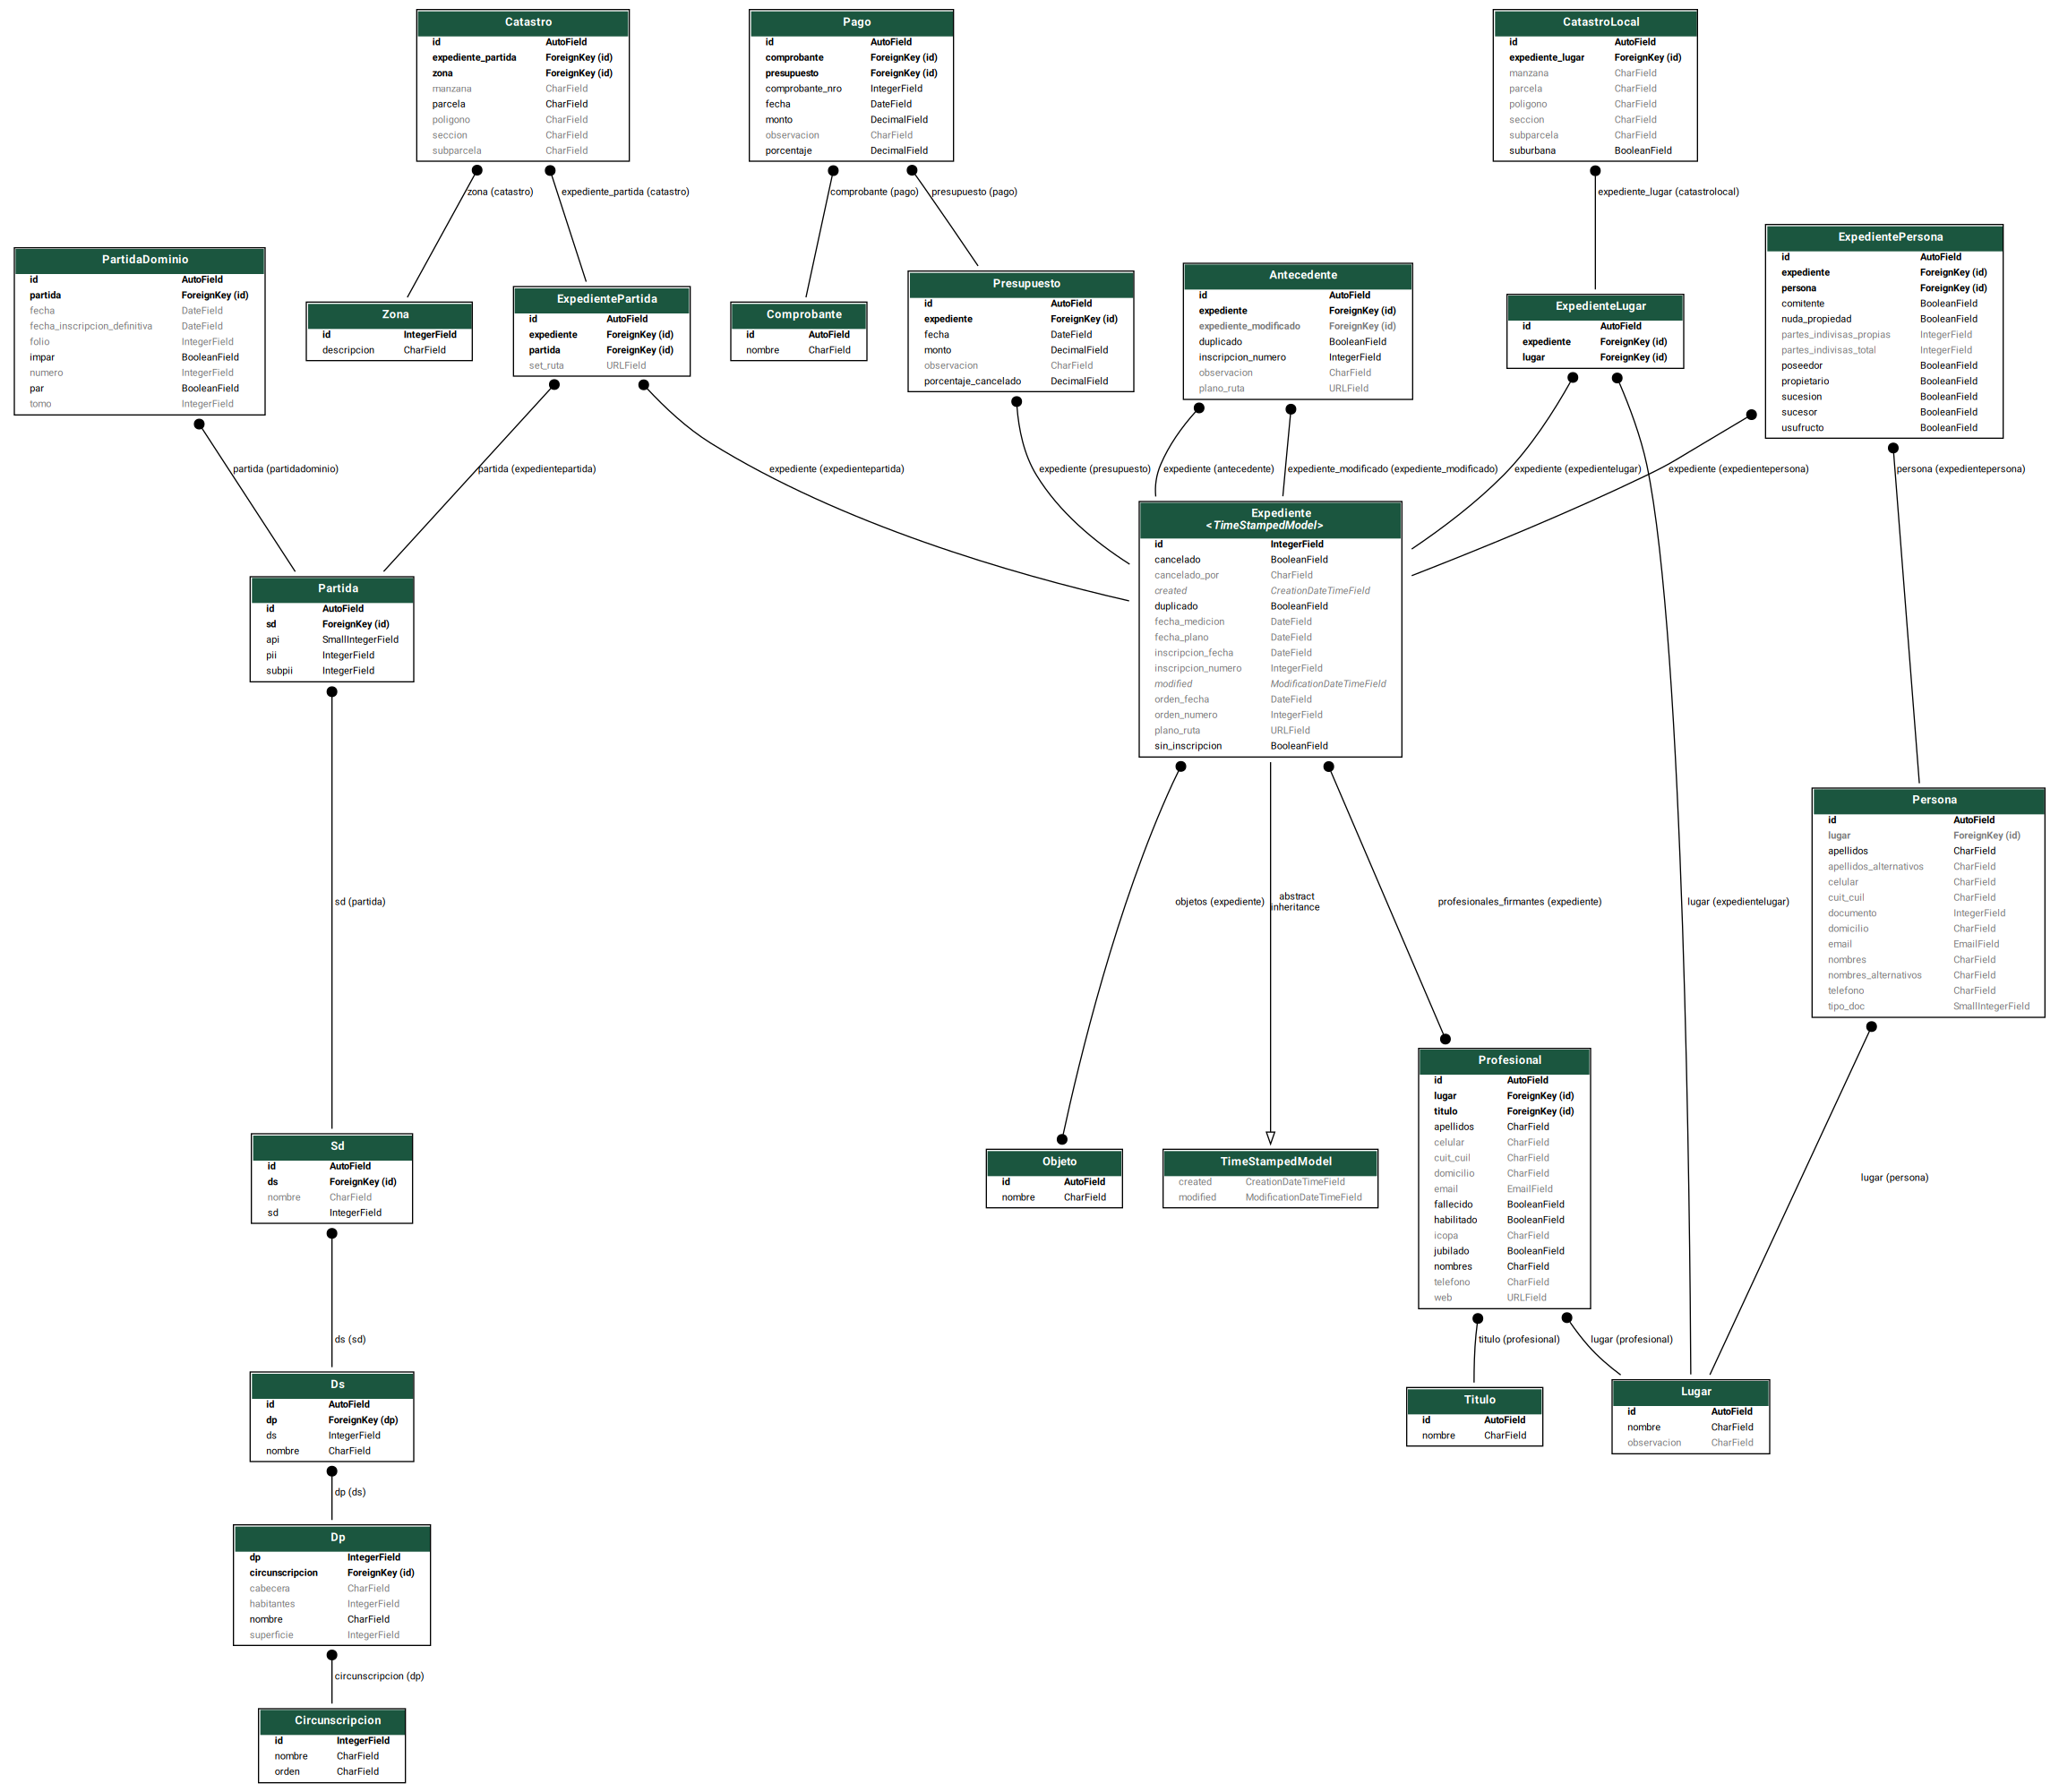 Catastro
id AutoField
expediente_partida ForeignKey (id)
zona ForeignKey (id)
manzana CharField
parcela CharField
poligono CharField
seccion CharField
subparcela CharField
Pago
id AutoField
comprobante ForeignKey (id)
presupuesto ForeignKey (id)
comprobante_nro IntegerField
fecha DateField
monto DecimalField
observacion CharField
porcentaje DecimalField
CatastroLocal
id AutoField
expediente_lugar ForeignKey (id)
manzana CharField
parcela CharField
poligono CharField
seccion CharField
subparcela CharField
suburbana BooleanField
zona (catastro)
expediente_partida (catastro)
comprobante (pago)
presupuesto (pago)
expediente_lugar (catastrolocal)
PartidaDominio
id AutoField
partida ForeignKey (id)
fecha DateField
fecha_inscripcion_definitiva DateField
folio IntegerField
impar BooleanField
numero IntegerField
par BooleanField
tomo IntegerField
Zona
id IntegerField
descripcion CharField
ExpedientePartida
id AutoField
expediente ForeignKey (id)
partida ForeignKey (id)
set_ruta URLField
Comprobante
id AutoField
nombre CharField
Presupuesto
id AutoField
expediente ForeignKey (id)
fecha DateField
monto DecimalField
observacion CharField
porcentaje_cancelado DecimalField
Antecedente
id AutoField
expediente ForeignKey (id)
expediente_modificado ForeignKey (id)
duplicado BooleanField
inscripcion_numero IntegerField
observacion CharField
plano_ruta URLField
ExpedienteLugar
id AutoField
expediente ForeignKey (id)
lugar ForeignKey (id)
ExpedientePersona
id AutoField
expediente ForeignKey (id)
persona ForeignKey (id)
comitente BooleanField
nuda_propiedad BooleanField
partes_indivisas_propias IntegerField
partes_indivisas_total IntegerField
poseedor BooleanField
propietario BooleanField
sucesion BooleanField
sucesor BooleanField
usufructo BooleanField
partida (partidadominio)
partida (expedientepartida)
expediente (expedientepartida)
expediente (presupuesto)
expediente (antecedente)
expediente_modificado (expediente_modificado)
expediente (expedientelugar)
expediente (expedientepersona)
persona (expedientepersona)
Partida
id AutoField
sd ForeignKey (id)
api SmallIntegerField
pii IntegerField
subpii IntegerField
Expediente
<TimeStampedModel>
id IntegerField
cancelado BooleanField
cancelado_por CharField
created CreationDateTimeField
duplicado BooleanField
fecha_medicion DateField
fecha_plano DateField
inscripcion_fecha DateField
inscripcion_numero IntegerField
modified ModificationDateTimeField
orden_fecha DateField
orden_numero IntegerField
plano_ruta URLField
sin_inscripcion BooleanField
Persona
id AutoField
lugar ForeignKey (id)
apellidos CharField
apellidos_alternativos CharField
celular CharField
cuit_cuil CharField
documento IntegerField
domicilio CharField
email EmailField
nombres CharField
nombres_alternativos CharField
telefono CharField
tipo_doc SmallIntegerField
sd (partida)
objetos (expediente)
abstract
inheritance
profesionales_firmantes (expediente)
lugar (expedientelugar)
Sd
id AutoField
ds ForeignKey (id)
nombre CharField
sd IntegerField
Objeto
id AutoField
nombre CharField
TimeStampedModel
created CreationDateTimeField
modified ModificationDateTimeField
Profesional
id AutoField
lugar ForeignKey (id)
titulo ForeignKey (id)
apellidos CharField
celular CharField
cuit_cuil CharField
domicilio CharField
email EmailField
fallecido BooleanField
habilitado BooleanField
icopa CharField
jubilado BooleanField
nombres CharField
telefono CharField
web URLField
lugar (persona)
ds (sd)
titulo (profesional)
lugar (profesional)
Ds
id AutoField
dp ForeignKey (dp)
ds IntegerField
nombre CharField
Titulo
id AutoField
nombre CharField
Lugar
id AutoField
nombre CharField
observacion CharField
dp (ds)
Dp
dp IntegerField
circunscripcion ForeignKey (id)
cabecera CharField
habitantes IntegerField
nombre CharField
superficie IntegerField
circunscripcion (dp)
Circunscripcion
id IntegerField
nombre CharField
orden CharField